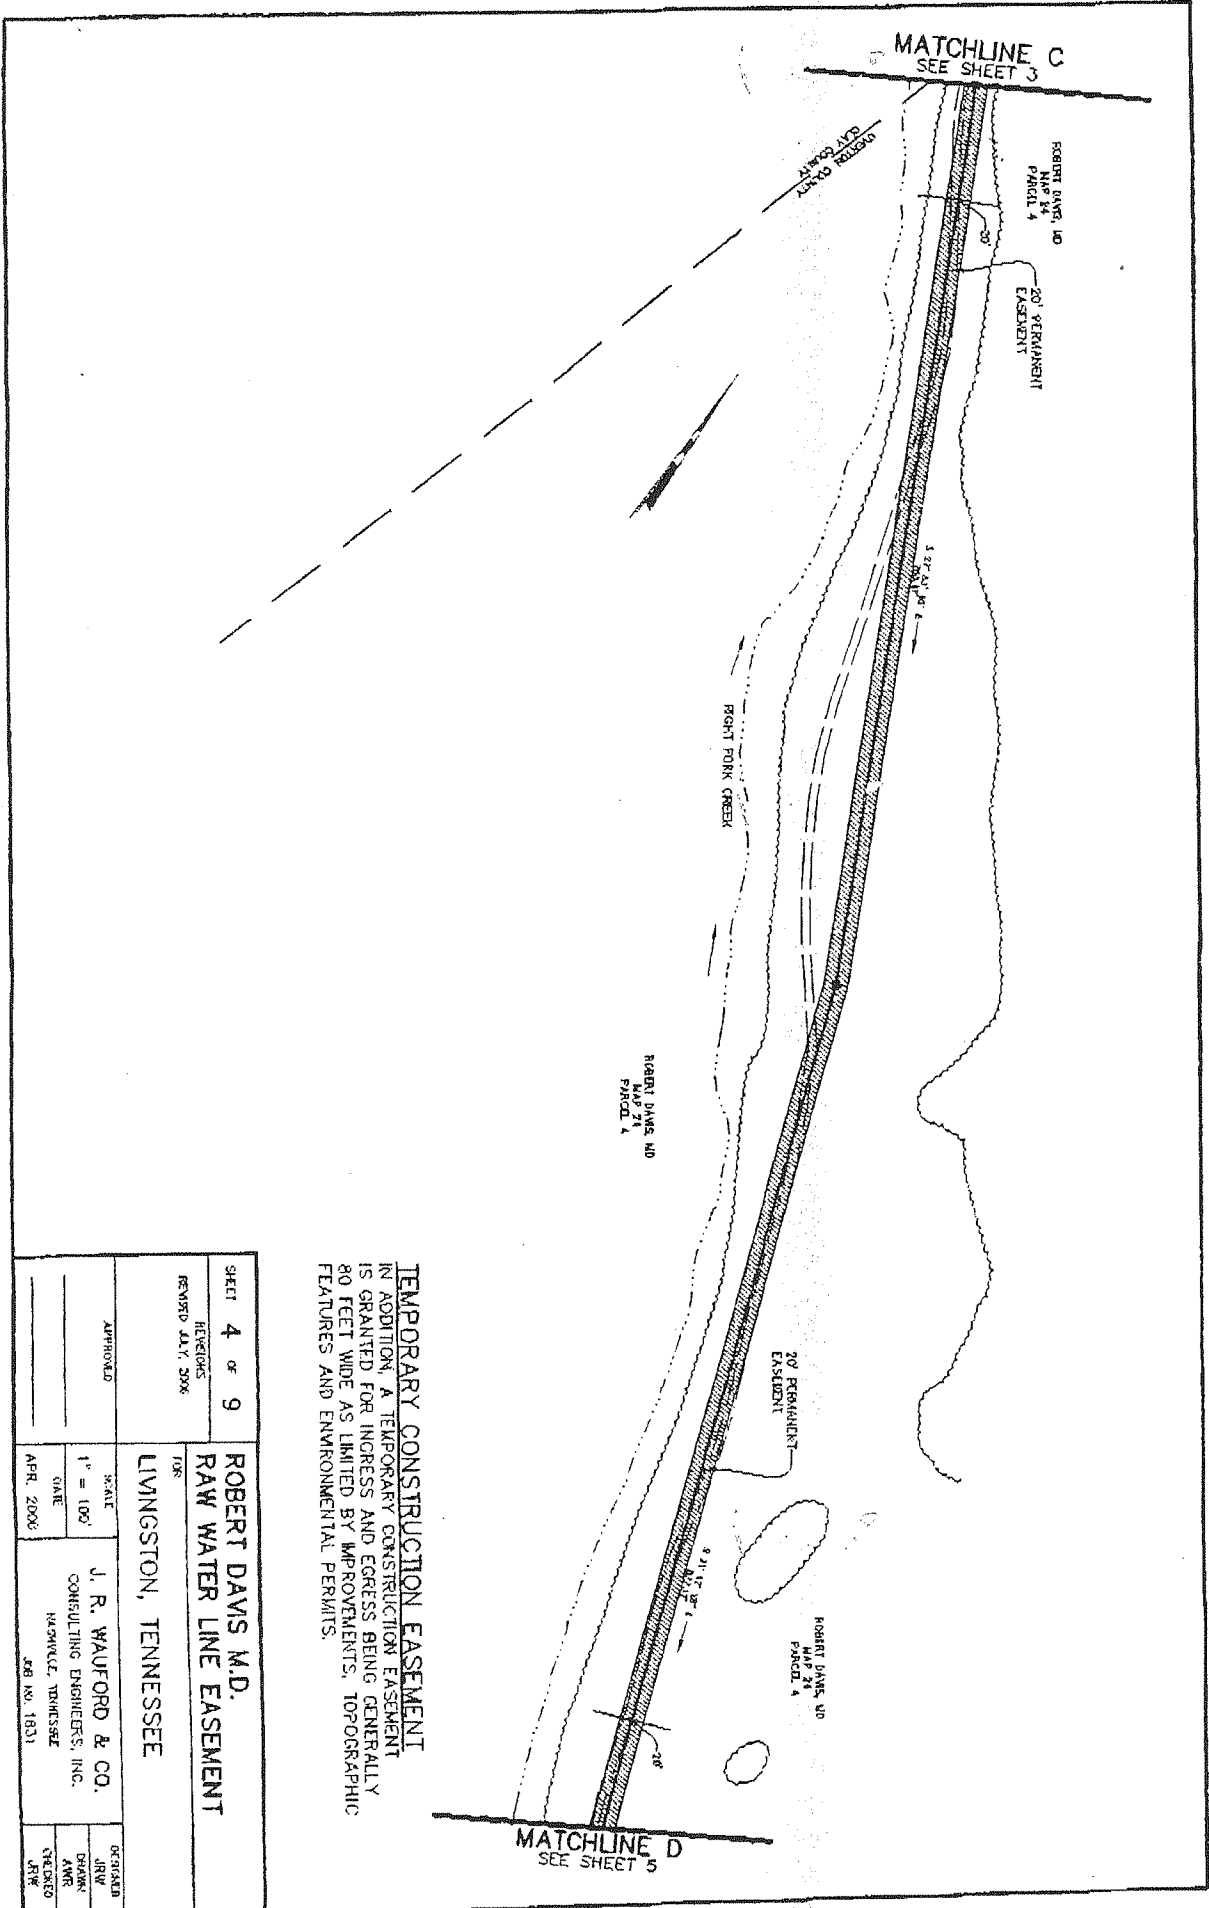 MATCHLINE C
SEE SHEET 3
ROBERT DAVIS, MD
MAP 24
PARCEL 4
CLAY COUNTY
OVERTON COUNTY
20'
20' PERMANENT
EASEMENT
RIGHT FORK CREEK
ROBERT DAVIS, MD
MAP 24
PARCEL 4
20' PERMANENT
EASEMENT
ROBERT DAVIS, MD
MAP 24
PARCEL 4
20'
MATCHLINE D
SEE SHEET 5
TEMPORARY CONSTRUCTION EASEMENT
IN ADDITION, A TEMPORARY CONSTRUCTION EASEMENT
IS GRANTED FOR INGRESS AND EGRESS BEING GENERALLY
80 FEET WIDE AS LIMITED BY IMPROVEMENTS, TOPOGRAPHIC
FEATURES AND ENVIRONMENTAL PERMITS.
SHEET 4 OF 9
REVISIONS
REVISED JULY, 2006
APPROVED
ROBERT DAVIS M.D.
RAW WATER LINE EASEMENT
FOR
LIVINGSTON, TENNESSEE
SCALE
1" = 100'
DATE
APR. 2006
J. R. WAUFORD & CO.
CONSULTING ENGINEERS, INC.
NASHVILLE, TENNESSEE
JOB NO. 1831
DESIGNED
JRW
DRAWN
AWR
CHECKED
JRW